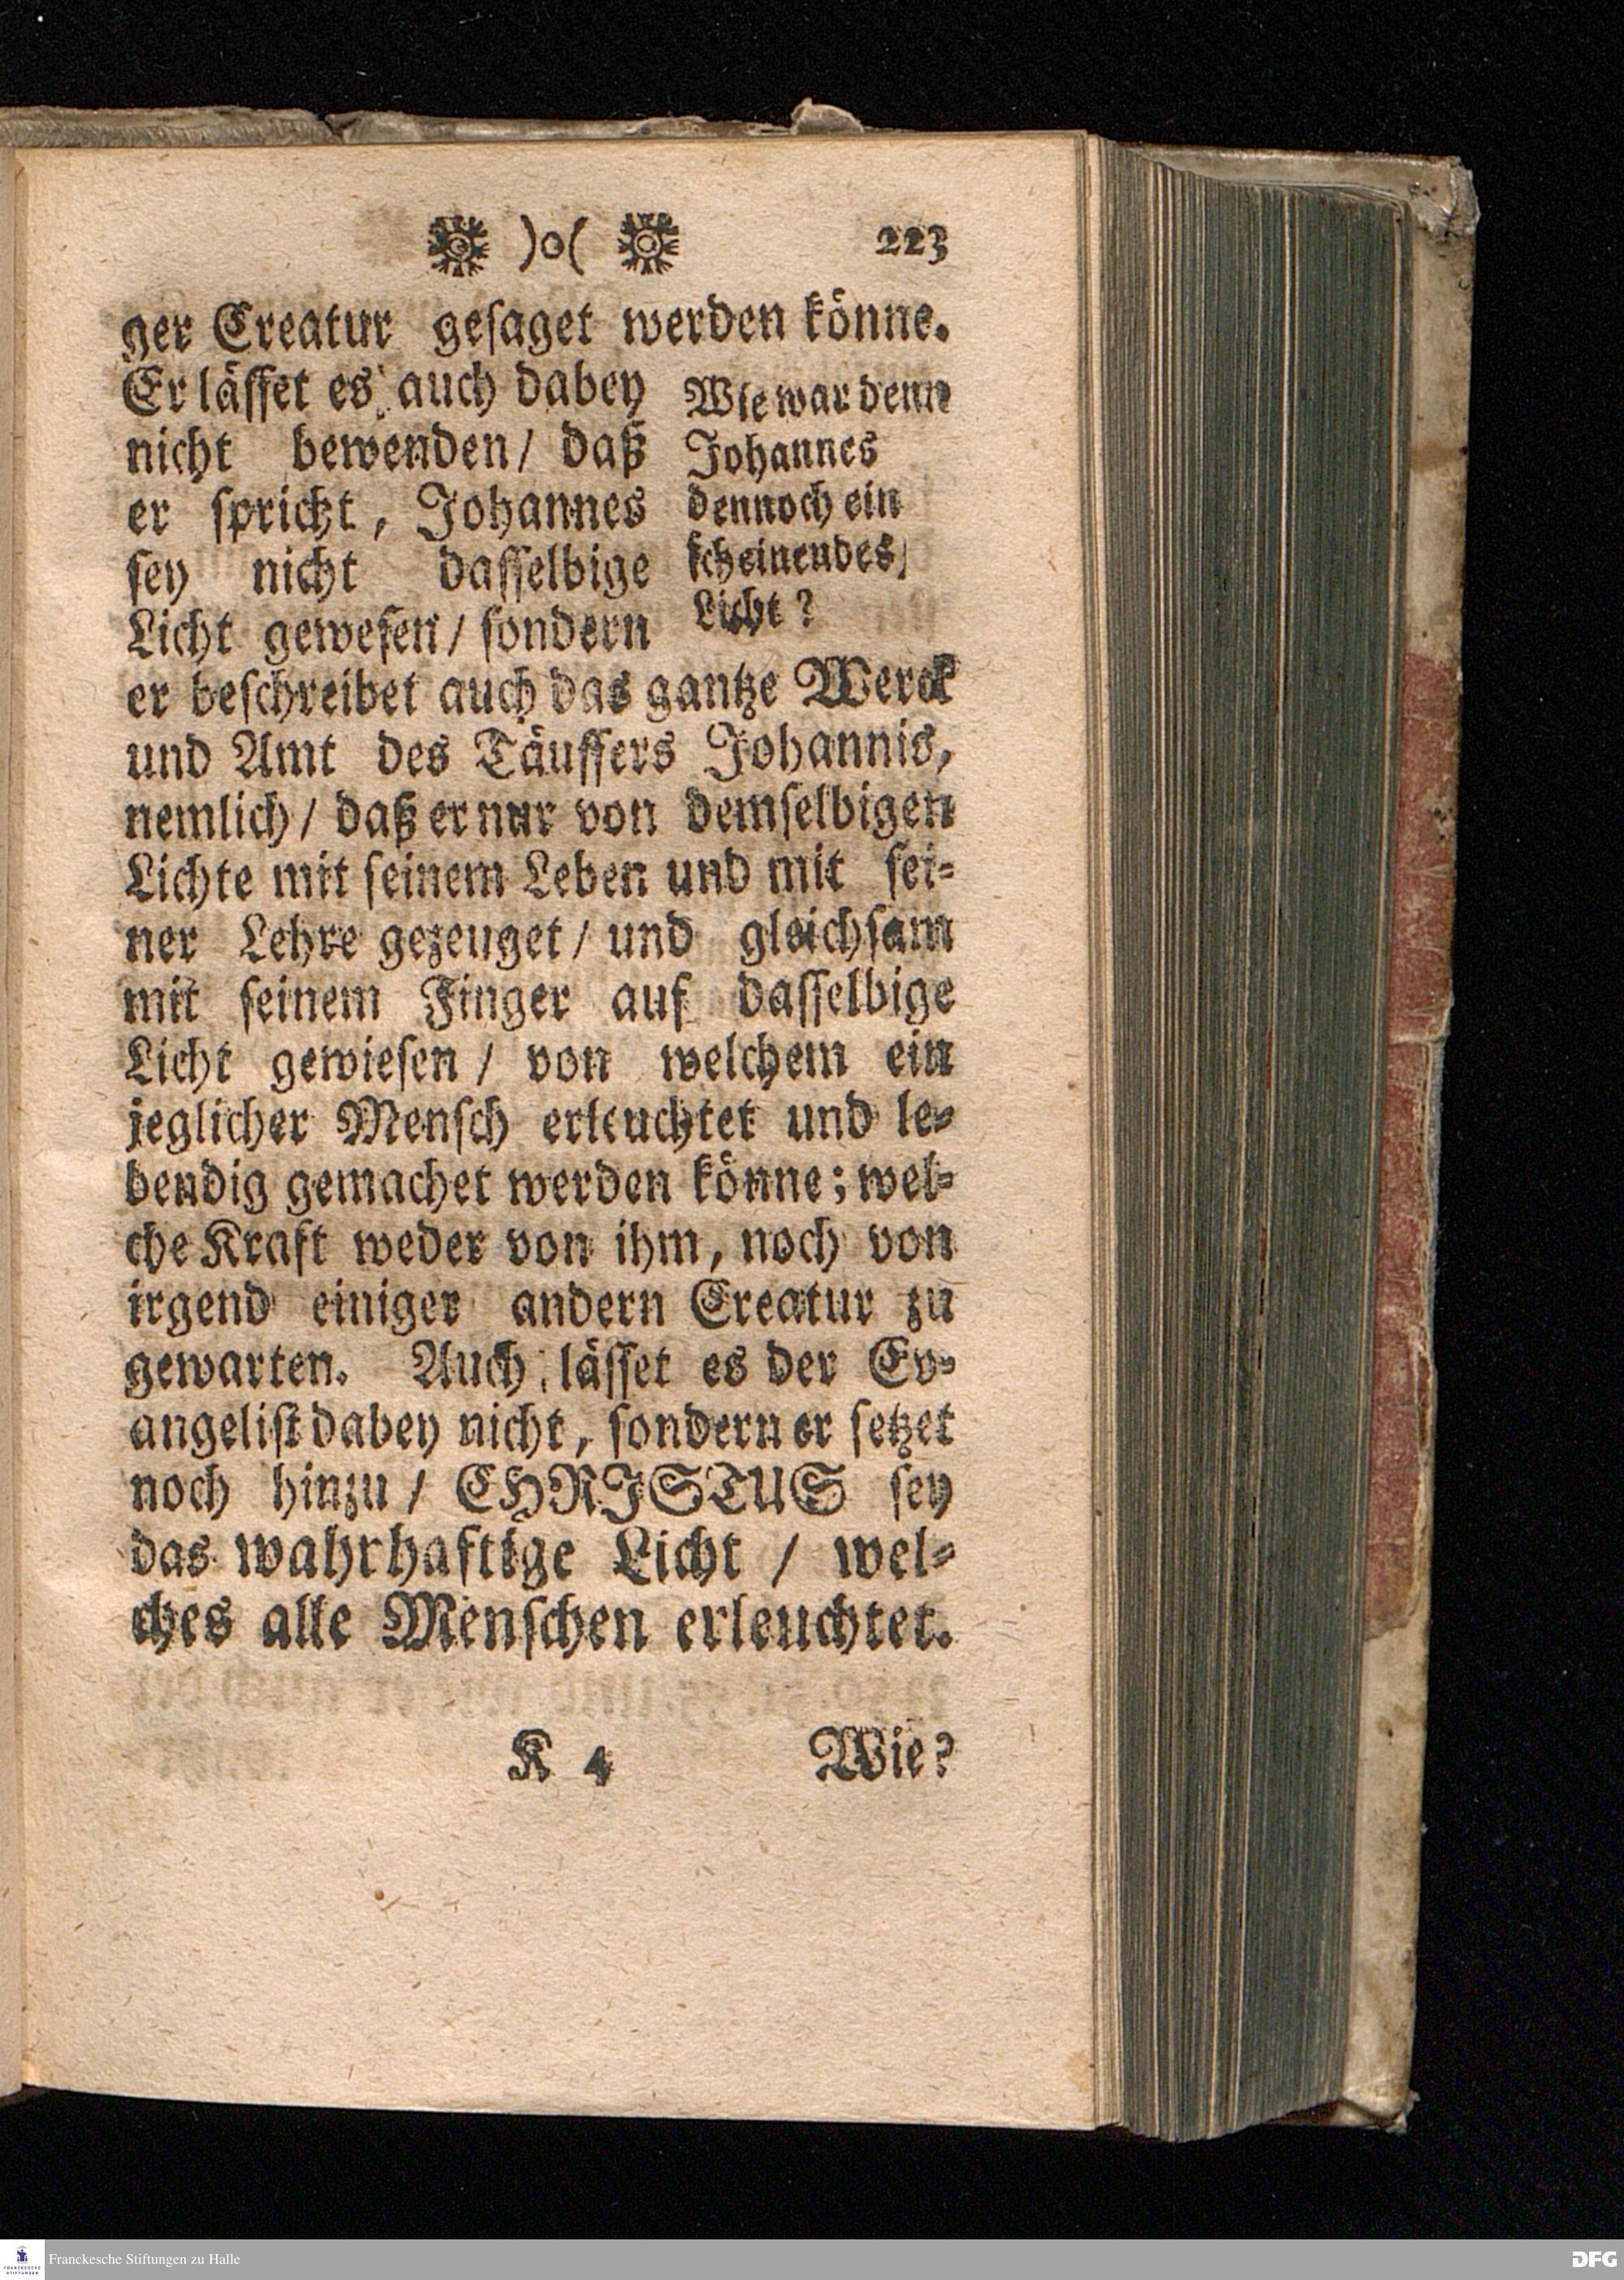 )o( 223
ger Creatur gesaget werden könne.
Er lässet es auch dabey
nicht bewenden/ daß
er spricht, Johannes
sey nicht dasselbige
Licht gewesen/ sondern
Wie war denn
Johannes
dennoch ein
scheinendes
Licht?
er beschreibet auch das gantze Werck
und Amt des Täuffers Johannis,
nemlich/ daß er nur von demselbigen
Lichte mit seinem Leben und mit sei-
ner Lehre gezeuget/ und gleichsam
mit seinem Finger auf dasselbige
Licht gewiesen/ von welchem ein
jeglicher Mensch erleuchtet und le-
bendig gemachet werden könne; wel-
che Kraft weder von ihm, noch von
irgend einiger andern Creatur zu
gewarten. Auch lässet es der Ev-
angelist dabey nicht, sondern er setzet
noch hinzu/ CHRISTUS sey
das wahrhaftige Licht/ wel-
ches alle Menschen erleuchtet.
K 4 Wie?
Franckesche Stiftungen zu Halle
DFG